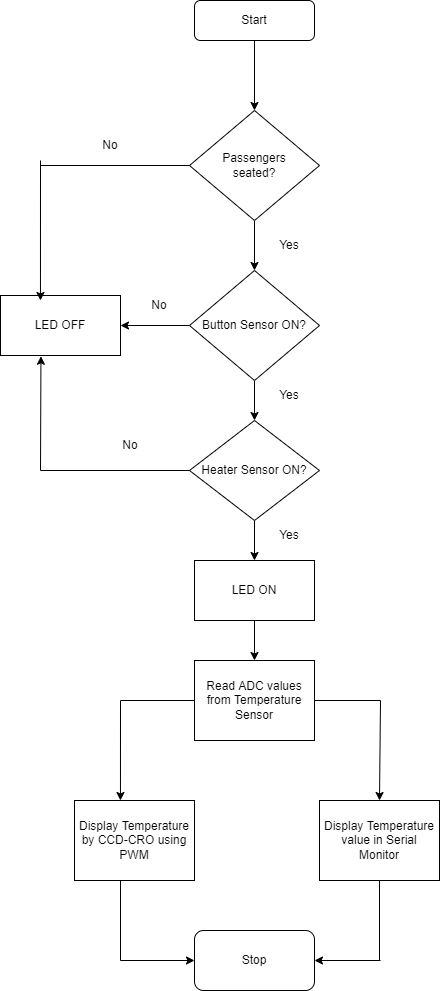 Start
No
Passengers
seated?
Yes
No
LED OFF
Button Sensor ON?
Yes
No
Heater Sensor ON?
Yes
LED ON
Read ADC values
from Temperature
Sensor
Display Temperature
by CCD-CRO using
PWM
Display Temperature
value in Serial
Monitor
Stop